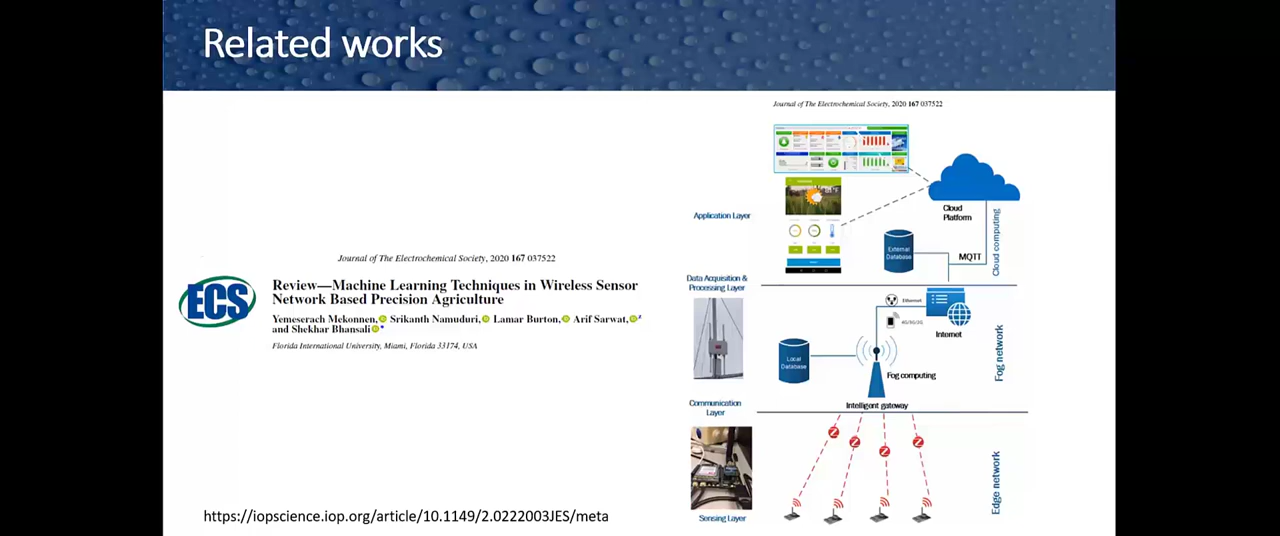 Related works
Journal of The Electrochemical Society, 2020 167 037522
ECS
Review—Machine Learning Techniques in Wireless Sensor
Network Based Precision Agriculture
Yemeserach Mekonnen, Srikanth Namuduri, Lamar Burton, Arif Sarwat, z
and Shekhar Bhansali *
Florida International University, Miami, Florida 33174, USA
https://iopscience.iop.org/article/10.1149/2.0222003JES/meta
Journal of The Electrochemical Society, 2020 167 037522
Application Layer
Cloud
Platform
Cloud computing
External
Database
MQTT
Data Acquisition &
Processing Layer
Ethernet
4G/5G/3G
Internet
Local
Database
Fog computing
Fog network
Communication
Layer
Intelligent gateway
Z
Z
Z
Z
Edge network
Sensing Layer